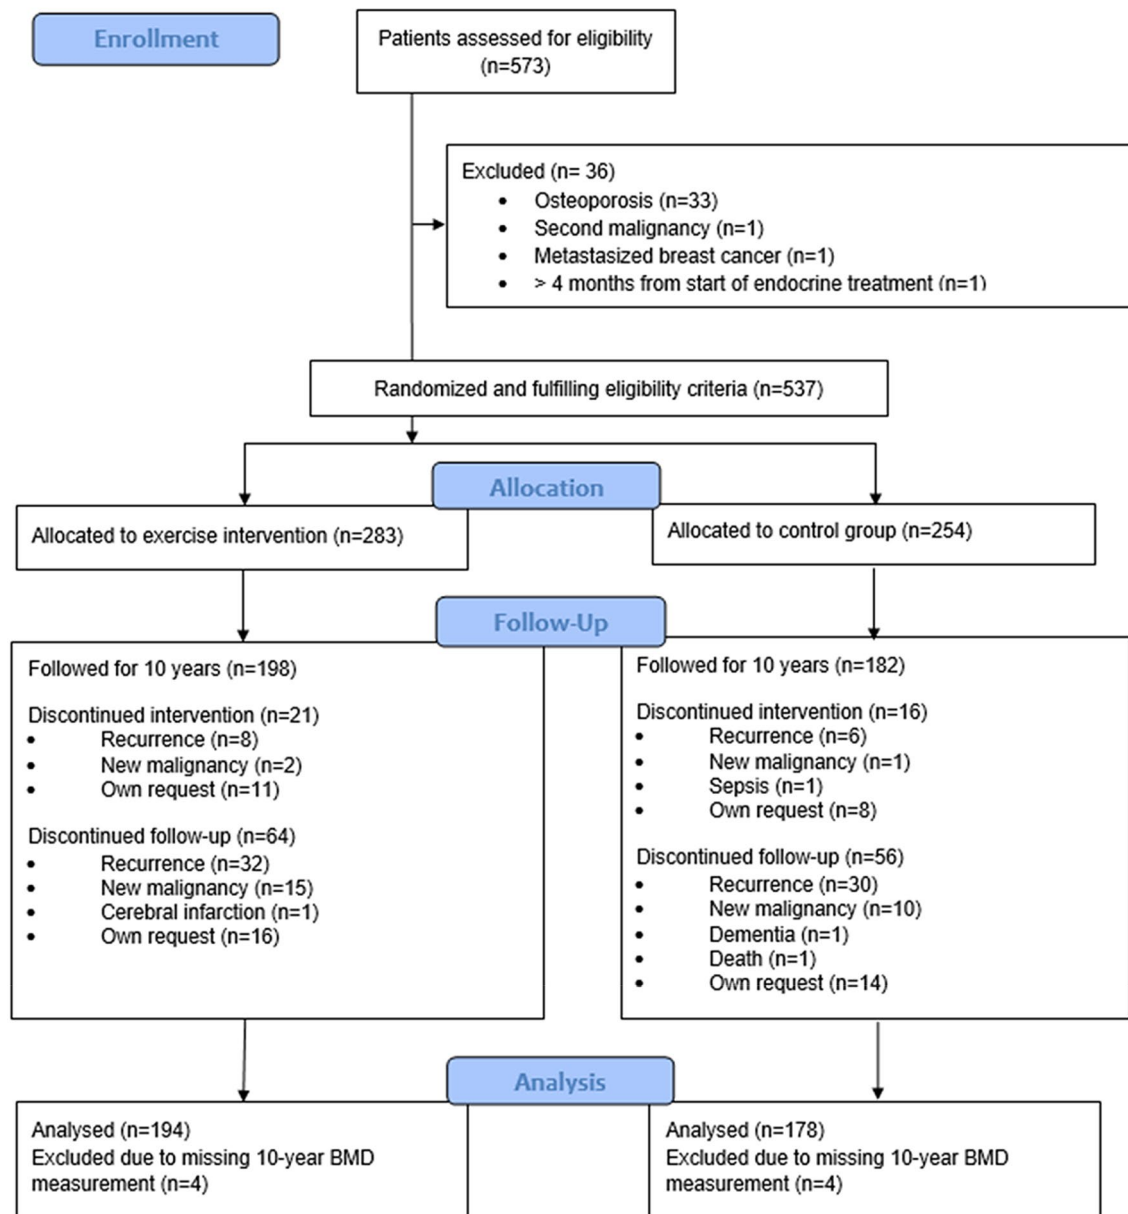 Enrollment
Patients assessed for eligibility
(n=573)
Excluded (n= 36)
• Osteoporosis (n=33)
• Second malignancy (n=1)
• Metastasized breast cancer (n=1)
• > 4 months from start of endocrine treatment (n=1)
Randomized and fulfilling eligibility criteria (n=537)
Allocation
Allocated to exercise intervention (n=283)
Allocated to control group (n=254)
Follow-Up
Followed for 10 years (n=198)
Discontinued intervention (n=21)
• Recurrence (n=8)
• New malignancy (n=2)
• Own request (n=11)
Discontinued follow-up (n=64)
• Recurrence (n=32)
• New malignancy (n=15)
• Cerebral infarction (n=1)
• Own request (n=16)
Followed for 10 years (n=182)
Discontinued intervention (n=16)
• Recurrence (n=6)
• New malignancy (n=1)
• Sepsis (n=1)
• Own request (n=8)
Discontinued follow-up (n=56)
• Recurrence (n=30)
• New malignancy (n=10)
• Dementia (n=1)
• Death (n=1)
• Own request (n=14)
Analysis
Analysed (n=194)
Excluded due to missing 10-year BMD
measurement (n=4)
Analysed (n=178)
Excluded due to missing 10-year BMD
measurement (n=4)